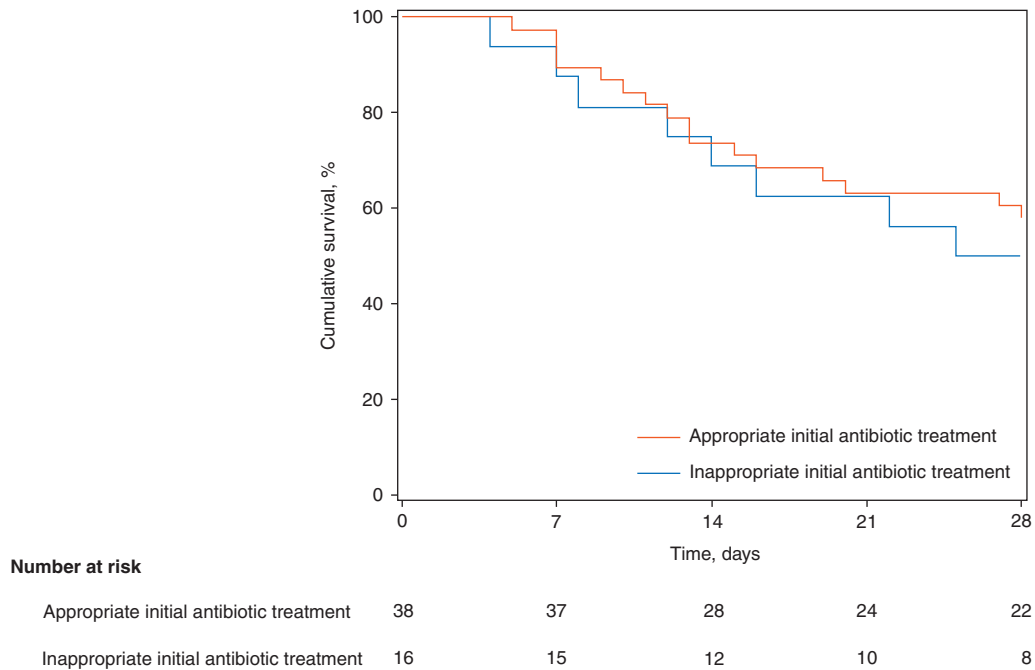 100
80
60
40
20
0
Cumulative survival, %
Appropriate initial antibiotic treatment
Inappropriate initial antibiotic treatment
0 7 14 21 28
Time, days
Number at risk
Appropriate initial antibiotic treatment 38 37 28 24 22
Inappropriate initial antibiotic treatment 16 15 12 10 8